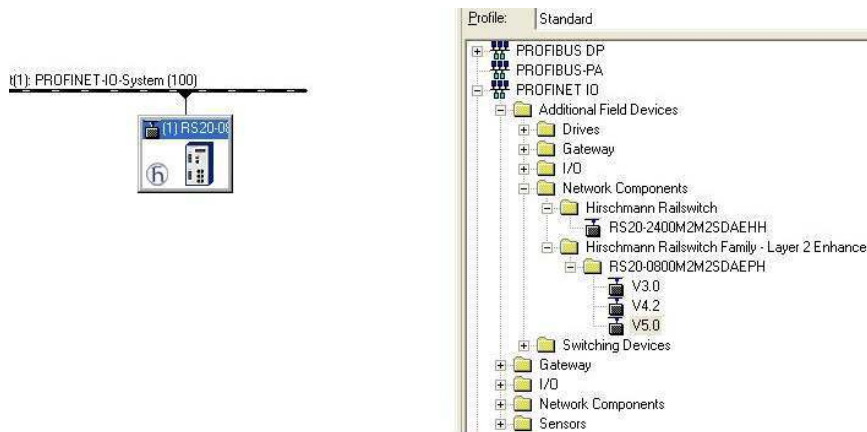 t(1): PROFINET-IO-System (100)
(1) RS20-08
Profile: Standard
PROFIBUS DP
PROFIBUS-PA
PROFINET IO
Additional Field Devices
Drives
Gateway
I/O
Network Components
Hirschmann Railswitch
RS20-2400M2M2SDAEHH
Hirschmann Railswitch Family - Layer 2 Enhance
RS20-0800M2M2SDAEPH
V3.0
V4.2
V5.0
Switching Devices
Gateway
I/O
Network Components
Sensors